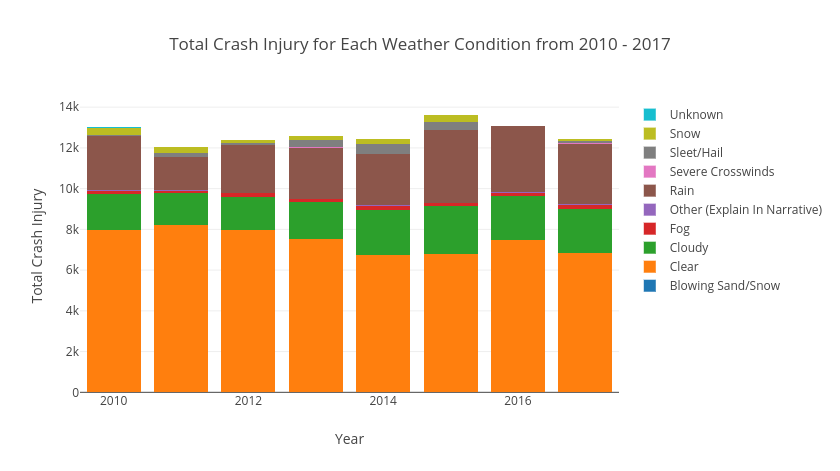 Total Crash Injury for Each Weather Condition from 2010 - 2017
14k
12k
10k
8k
6k
4k
2k
0
Total Crash Injury
2010
2012
2014
2016
Year
Unknown
Snow
Sleet/Hail
Severe Crosswinds
Rain
Other (Explain In Narrative)
Fog
Cloudy
Clear
Blowing Sand/Snow